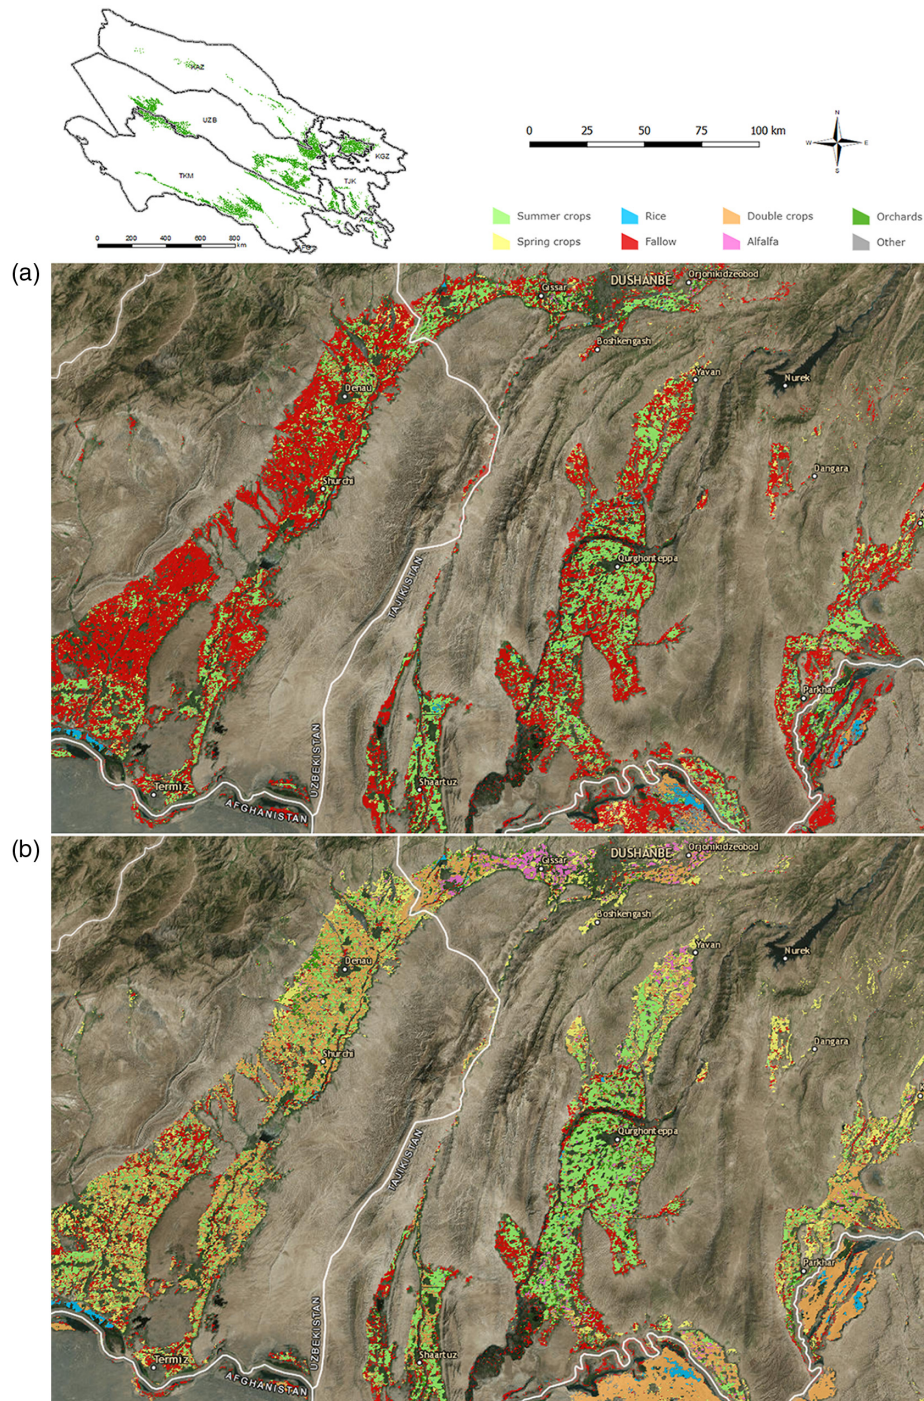 KAZ
UZB
KGZ
TKM
TJK
0 200 400 600 800
km
N
W E
S
0 25 50 75 100 km
Summer crops Rice Double crops Orchards
Spring crops Fallow Alfalfa Other
(a)
DUSHANBE
Orjonikidzeobod
Gissar
Boshkengash
Yavan
Nurek
Denau
Dangara
Shurchi
Qurghonteppa
TAJIKISTAN
Parkhar
UZBEKISTAN
Shaartuz
Termiz
AFGHANISTAN
(b)
DUSHANBE
Orjonikidzeobod
Gissar
Boshkengash
Yavan
Nurek
Denau
Dangara
Shurchi
Qurghonteppa
TAJIKISTAN
Parkhar
UZBEKISTAN
Shaartuz
Termiz
AFGHANISTAN